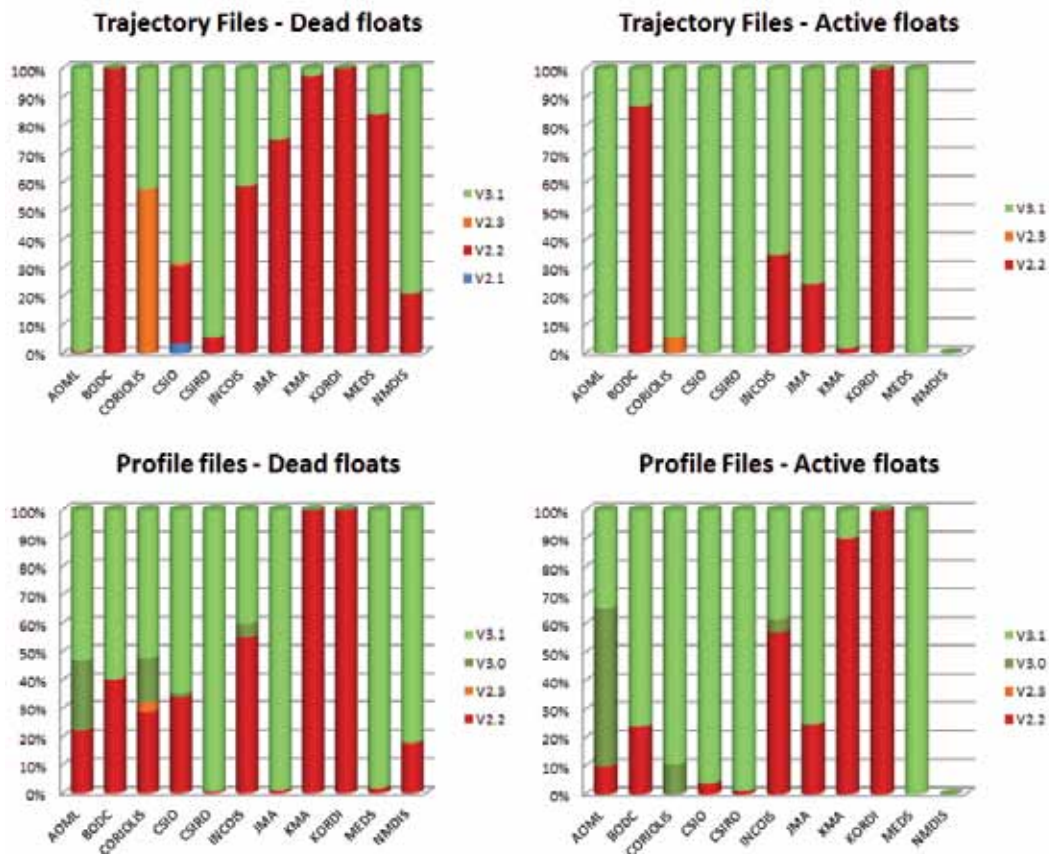 Trajectory Files - Dead floats
100%
90%
80%
70%
60%
50%
40%
30%
20%
10%
0%
AOML
BODC
CORIOLIS
CSIO
CSIRO
INCOIS
JMA
KMA
KORDI
MEDS
NMDIS
V3.1
V2.3
V2.2
V2.1
Trajectory Files - Active floats
100%
90%
80%
70%
60%
50%
40%
30%
20%
10%
0%
AOML
BODC
CORIOLIS
CSIO
CSIRO
INCOIS
JMA
KMA
KORDI
MEDS
NMDIS
V3.1
V2.3
V2.2
Profile files - Dead floats
100%
90%
80%
70%
60%
50%
40%
30%
20%
10%
0%
AOML
BODC
CORIOLIS
CSIO
CSIRO
INCOIS
JMA
KMA
KORDI
MEDS
NMDIS
V3.1
V3.0
V2.3
V2.2
Profile Files - Active floats
100%
90%
80%
70%
60%
50%
40%
30%
20%
10%
0%
AOML
BODC
CORIOLIS
CSIO
CSIRO
INCOIS
JMA
KMA
KORDI
MEDS
NMDIS
V3.1
V3.0
V2.3
V2.2